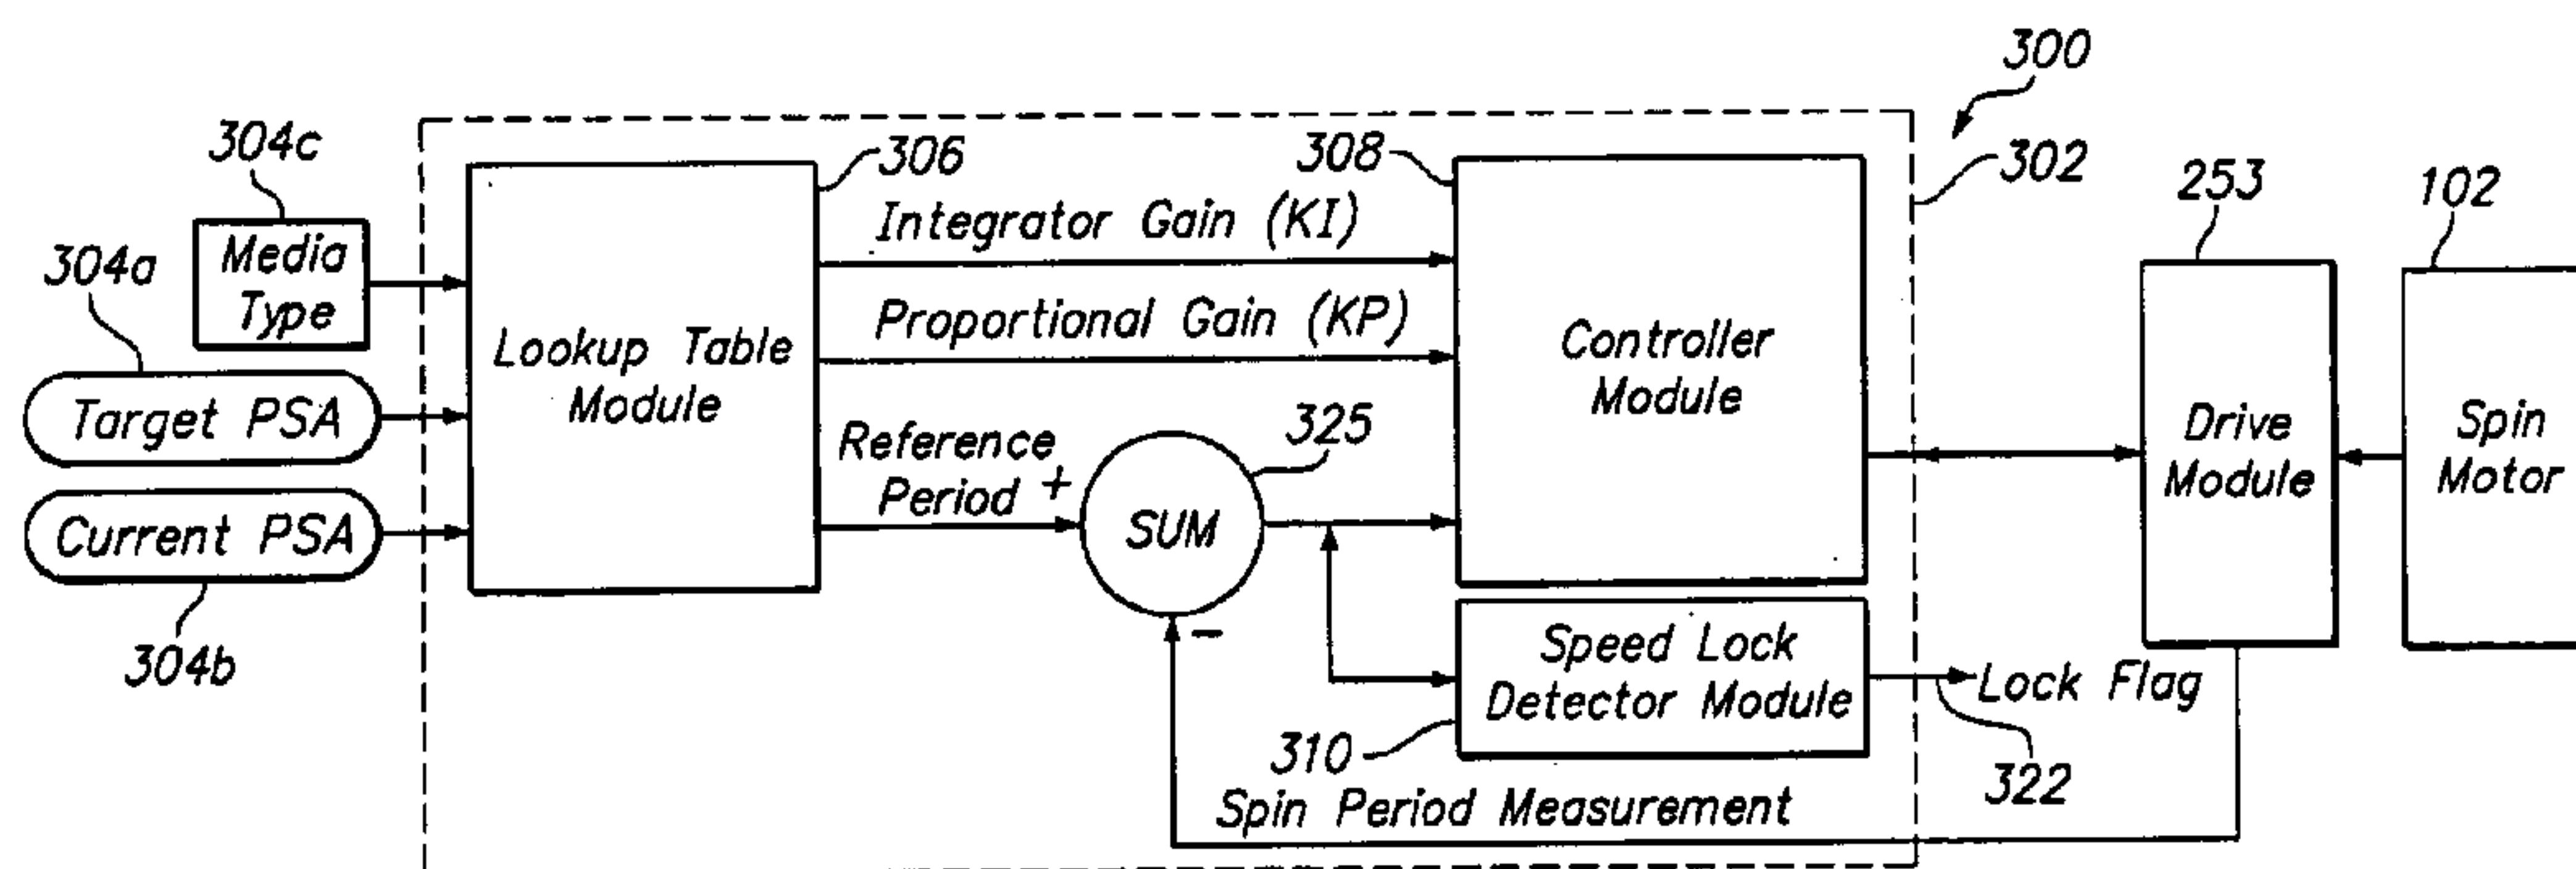 300
304c
306
308
302
253
102
Media
Type
Integrator Gain (KI)
304a
Proportional Gain (KP)
Lookup Table
Module
Controller
Module
Target PSA
Reference
Period +
325
Drive
Module
Spin
Motor
Current PSA
SUM
304b
−
Speed Lock
Detector Module
Lock Flag
310
322
Spin Period Measurement